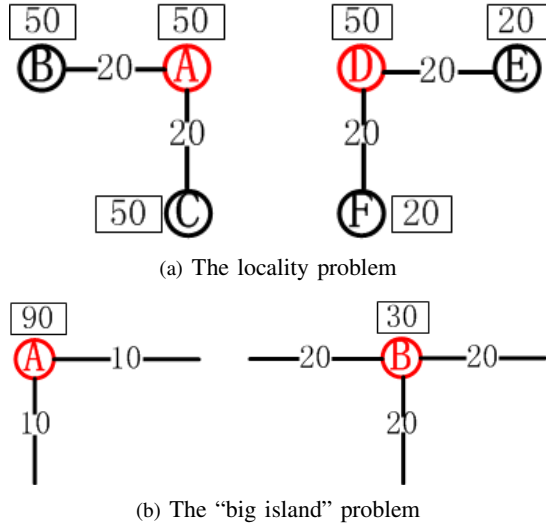 50 50 50 20
B 20 A D 20 E
20 20
50 C F 20
(a) The locality problem
90 30
A 10 20 B 20
10 20
(b) The “big island” problem